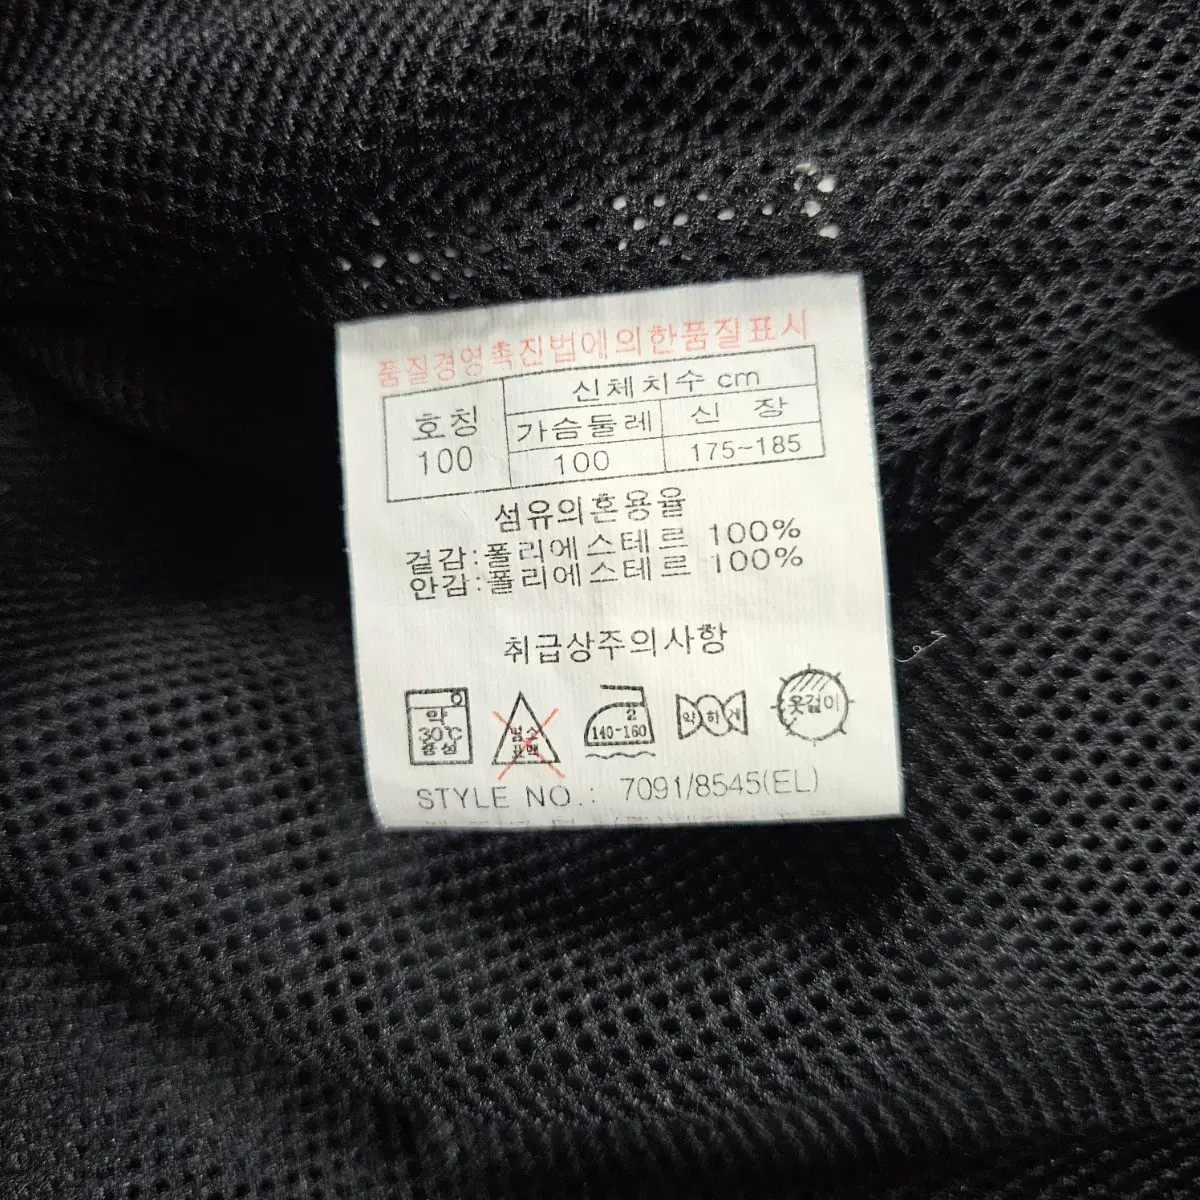 품질경영촉진법에의한품질표시
호칭 신체치수 cm
가슴둘레 신 장
100 100 175~185
섬유의혼용율
겉감:폴리에스테르 100%
안감:폴리에스테르 100%
취급상주의사항
약 30℃ 중성
염소 표백
2 140-160
약하게
옷걸이
STYLE NO.: 7091/8545(EL)